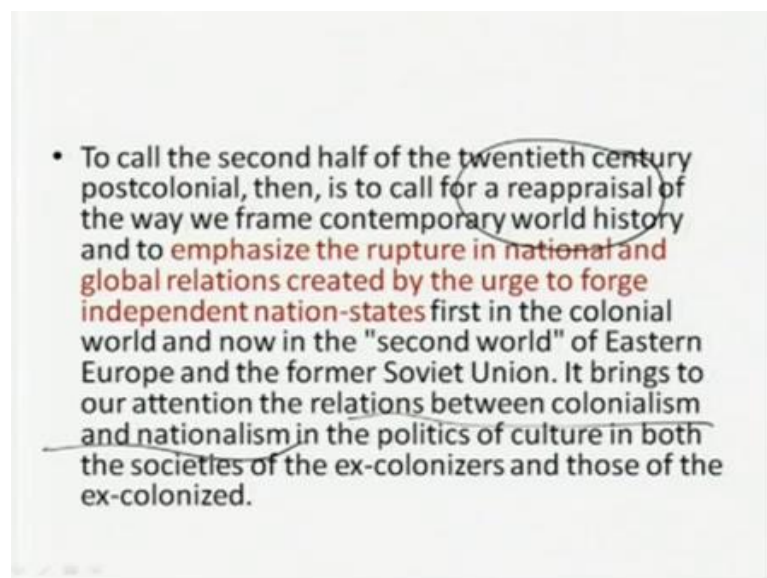 • To call the second half of the twentieth century
postcolonial, then, is to call for a reappraisal of
the way we frame contemporary world history
and to emphasize the rupture in national and
global relations created by the urge to forge
independent nation-states first in the colonial
world and now in the "second world" of Eastern
Europe and the former Soviet Union. It brings to
our attention the relations between colonialism
and nationalism in the politics of culture in both
the societies of the ex-colonizers and those of the
ex-colonized.